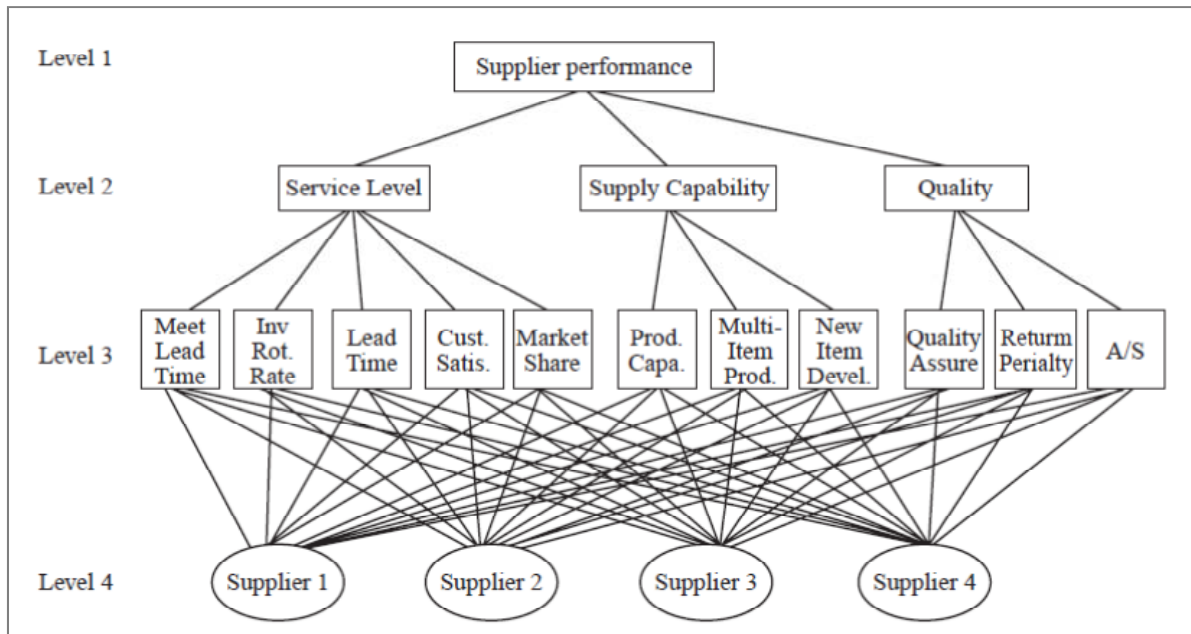 Level 1
Supplier performance
Level 2
Service Level
Supply Capability
Quality
Level 3
Meet
Lead
Time
Inv
Rot.
Rate
Lead
Time
Cust.
Satis.
Market
Share
Prod.
Capa.
Multi-
Item
Prod.
New
Item
Devel.
Quality
Assure
Returm
Perialty
A/S
Level 4
Supplier 1
Supplier 2
Supplier 3
Supplier 4